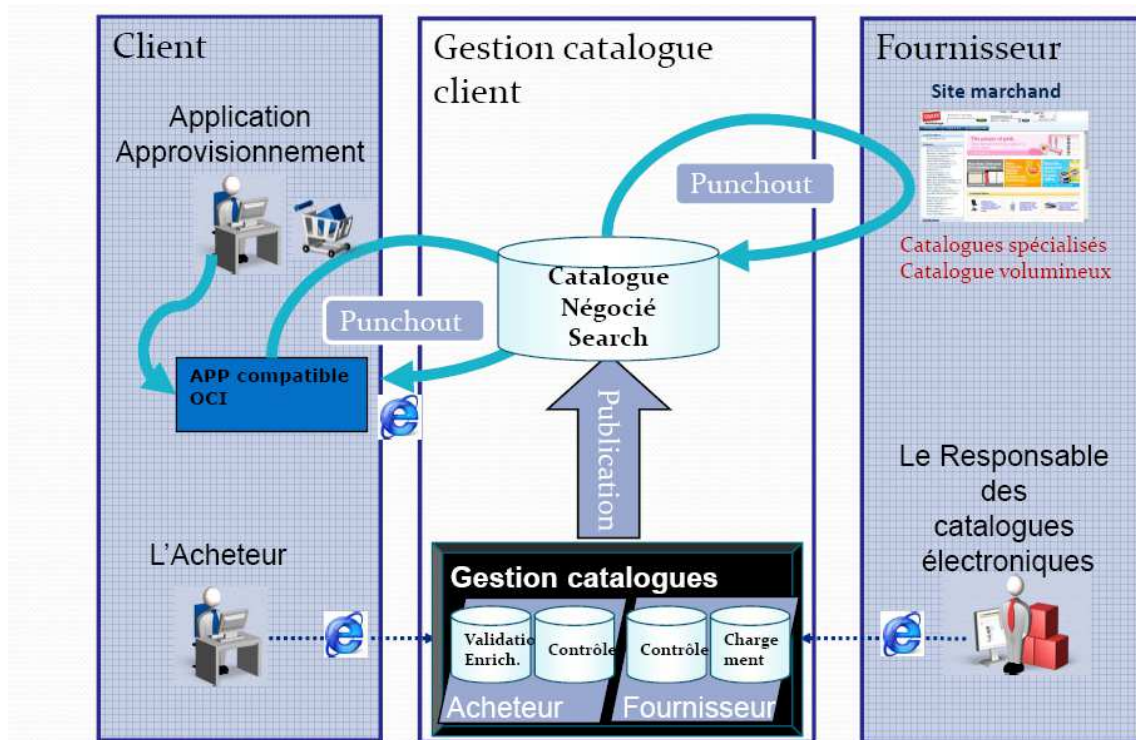 Client
Application
Approvisionnement
Punchout
APP compatible
OCI
L'Acheteur
Gestion catalogue
client
Punchout
Catalogue
Négocié
Search
Publication
Gestion catalogues
Validatio
Enrich.
Contrôle
Contrôle
Charge
ment
Acheteur
Fournisseur
Fournisseur
Site marchand
Catalogues spécialisés
Catalogue volumineux
Le Responsable
des
catalogues
électroniques